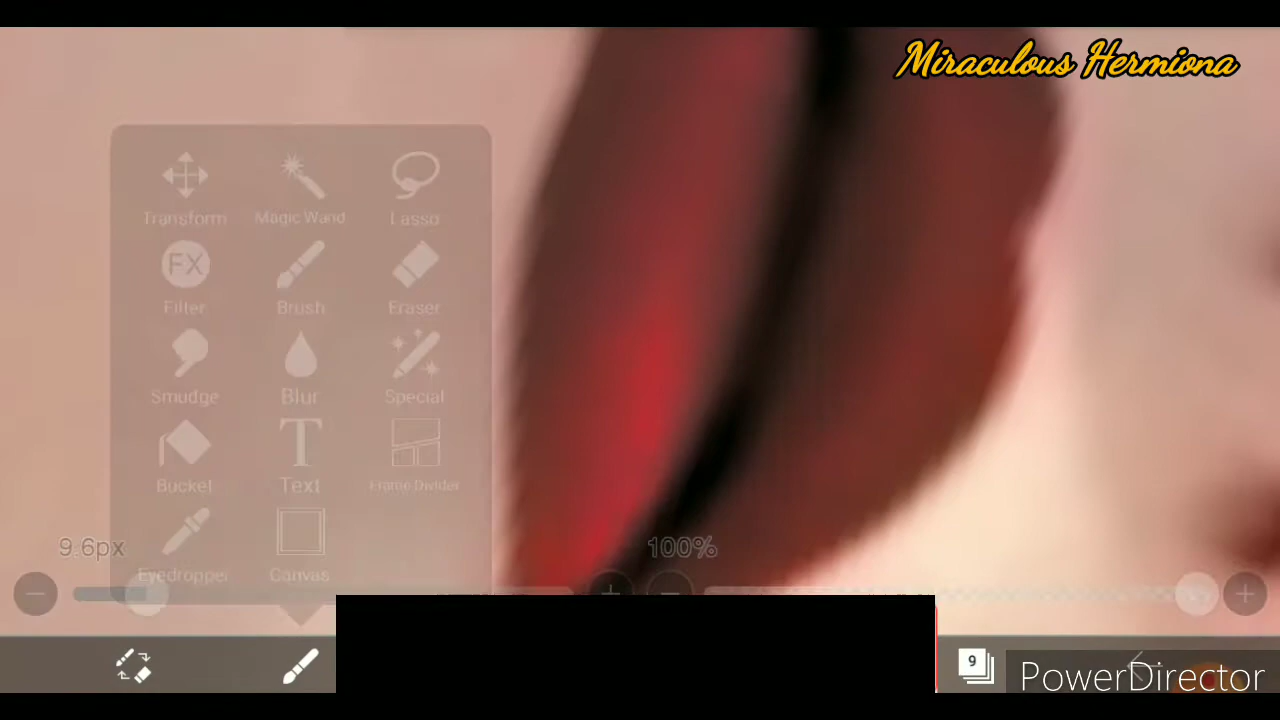 Miraculous Hermiona
Transform Magic Wand Lasso
FX
Filter Brush Eraser
Smudge Blur Special
T
Bucket Text Frame Divider
Eyedropper Canvas
9.6px 100%
9
PowerDirector